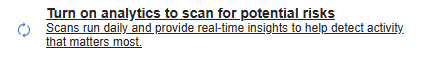 Turn on analytics to scan for potential risks
Scans run daily and provide real-time insights to help detect activity
that matters most.